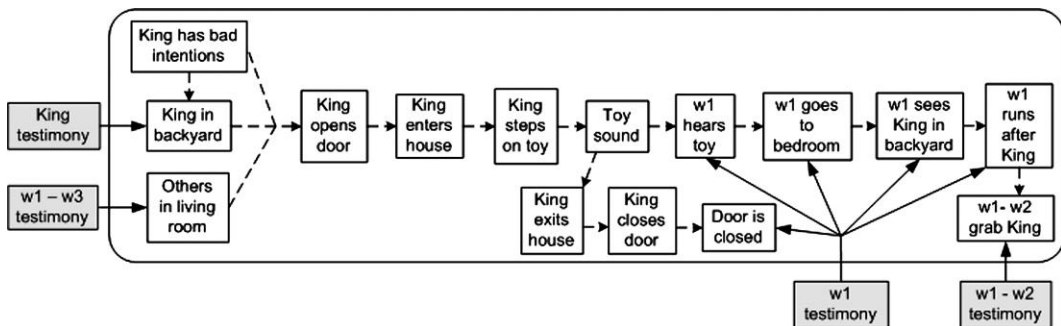 King has bad
intentions
King
testimony
King in
backyard
King
opens
door
King
enters
house
King
steps
on toy
Toy
sound
w1
hears
toy
w1 goes
to
bedroom
w1 sees
King in
backyard
w1
runs
after
King
w1 – w3
testimony
Others
in living
room
King
exits
house
King
closes
door
Door is
closed
w1- w2
grab King
w1
testimony
w1 - w2
testimony